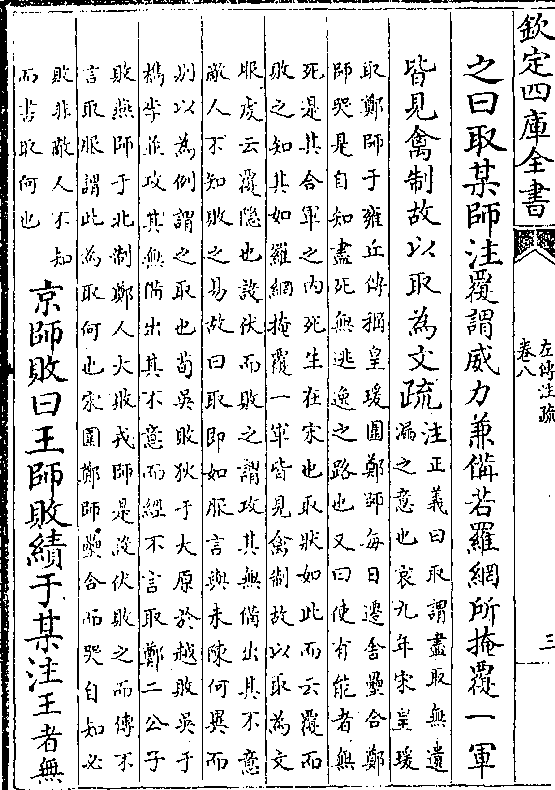 欽定四庫全書
左傳注疏
卷八
三
之曰取某師注覆謂威力兼備若羅網所掩覆一軍
皆見禽制故以取為文疏
注正義曰取謂盡取無遺
漏之意也哀九年宋皇瑗
取鄭師于雍丘傳稱皇瑗圍鄭師每日遷舍壘合鄭
師哭是自知盡死無逃逸之路也又曰使有能者無
死是其合軍之內死生在宋也取狀如此而云覆而
敗之知其如羅網掩覆一軍皆見禽制故以取為文
服虔云覆隱也設伏而敗之謂攻其無備出其不意
敵人不知敗之易故曰取即如服言與未陳何異而
別以為例謂之取也荀吳敗狄于大原於越敗吳于
檇李並攻其無備出其不意而經不言取鄭二公子
敗燕師于北制鄭人大敗戎師是設伏敗之而傳不
言取服謂此為取何也宋圍鄭師壘合而哭自知必
敗非敵人不知
而書取何也
京師敗曰王師敗績于某注王者無